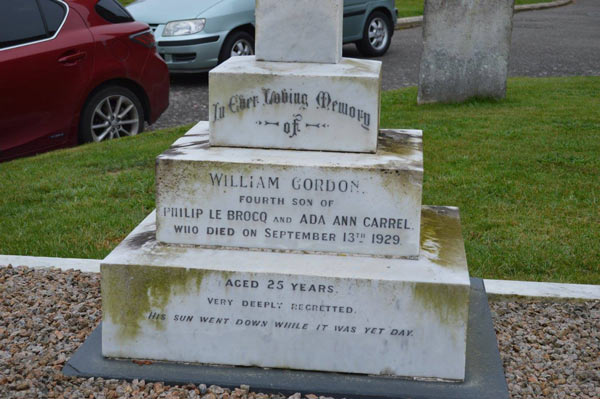 In Ever Loving Memory
of
WILLIAM GORDON.
FOURTH SON OF
PHILIP LE BROCQ AND ADA ANN CARREL.
WHO DIED ON SEPTEMBER 13TH 1929.
AGED 25 YEARS.
VERY DEEPLY REGRETTED.
HIS SUN WENT DOWN WHILE IT WAS YET DAY.